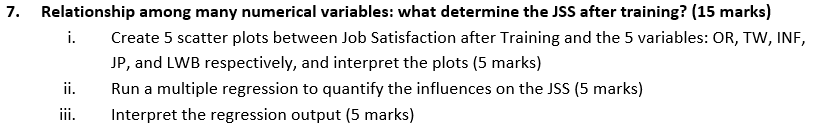 7. Relationship among many numerical variables: what determine the JSS after training? (15 marks)
i. Create 5 scatter plots between Job Satisfaction after Training and the 5 variables: OR, TW, INF,
JP, and LWB respectively, and interpret the plots (5 marks)
ii. Run a multiple regression to quantify the influences on the JSS (5 marks)
iii. Interpret the regression output (5 marks)